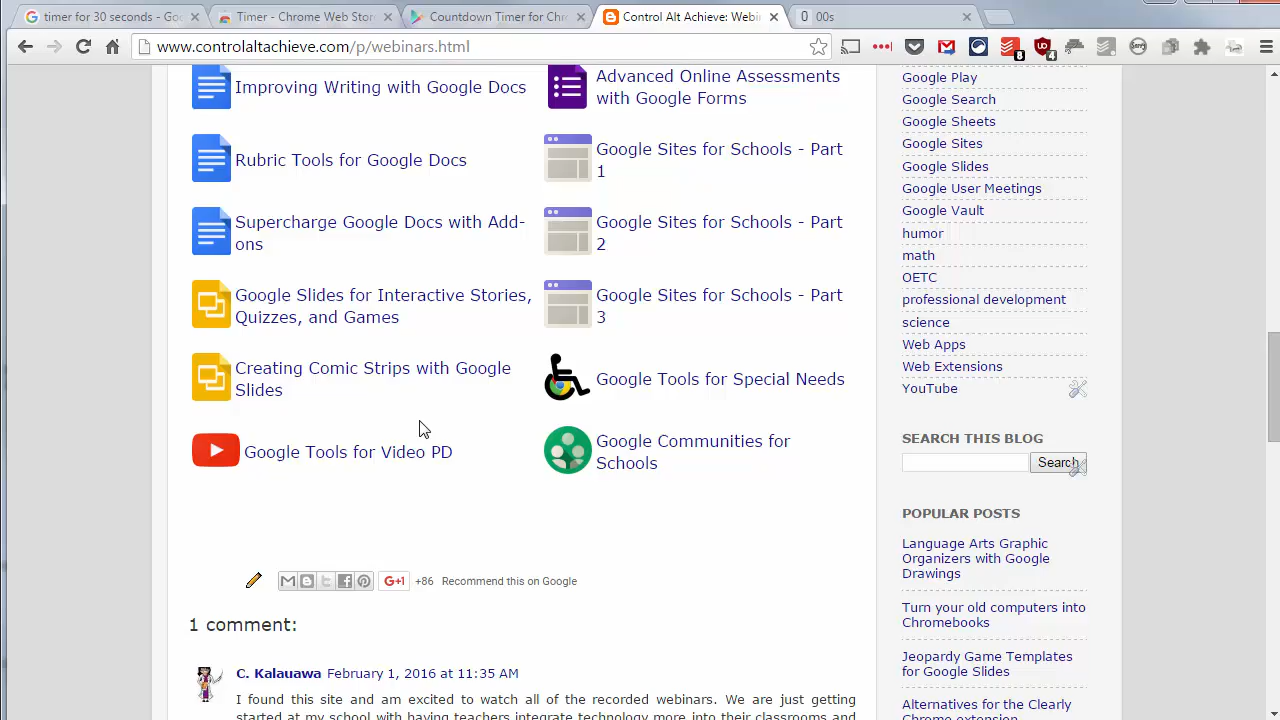 timer for 30 seconds - Goo
Timer - Chrome Web Stor
Countdown Timer for Chr
Control Alt Achieve: Webin
0 00s
www.controlaltachieve.com/p/webinars.html
8
4
Improving Writing with Google Docs
Rubric Tools for Google Docs
Supercharge Google Docs with Add-
ons
Google Slides for Interactive Stories,
Quizzes, and Games
Creating Comic Strips with Google
Slides
Google Tools for Video PD
Advanced Online Assessments
with Google Forms
Google Sites for Schools - Part
1
Google Sites for Schools - Part
2
Google Sites for Schools - Part
3
Google Tools for Special Needs
Google Communities for
Schools
G+1 +86 Recommend this on Google
1 comment:
C. Kalauawa February 1, 2016 at 11:35 AM
I found this site and am excited to watch all of the recorded webinars. We are just getting
started at my school with having teachers integrate technology more into their classrooms and
Google Play
Google Search
Google Sheets
Google Sites
Google Slides
Google User Meetings
Google Vault
humor
math
OETC
professional development
science
Web Apps
Web Extensions
YouTube
SEARCH THIS BLOG
Search
POPULAR POSTS
Language Arts Graphic
Organizers with Google
Drawings
Turn your old computers into
Chromebooks
Jeopardy Game Templates
for Google Slides
Alternatives for the Clearly
Chrome extension